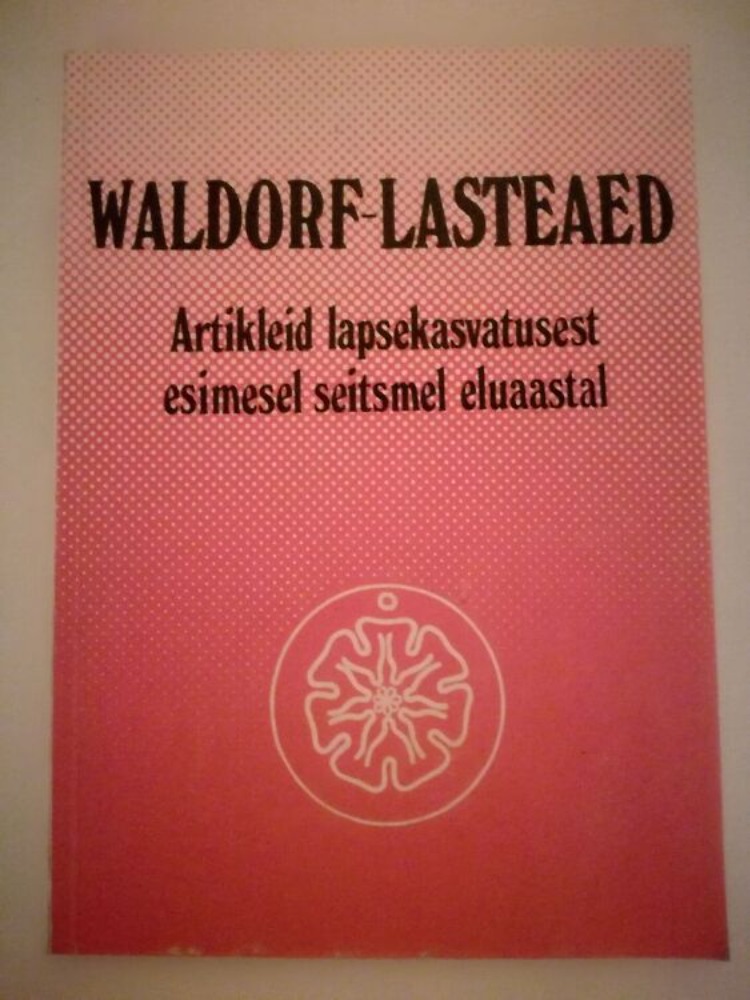 WALDORF-LASTEAED
Artikleid lapsekasvatusest
esimesel seitsmel eluaastal